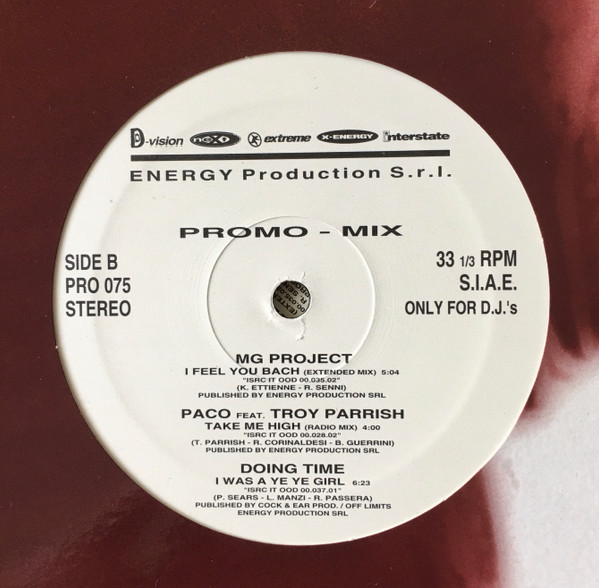 D-vision next extreme X-ENERGY interstate
ENERGY Production S.r.l.
PROMO - MIX
SIDE B
PRO 075
STEREO
33 1/3 RPM
S.I.A.E.
ONLY FOR D.J.'s
MG PROJECT
I FEEL YOU BACH (EXTENDED MIX) 5:04
"ISRC IT OOD 00.035.02"
(K. ETTIENNE - R. SENNI)
PUBLISHED BY ENERGY PRODUCTION SRL
PACO FEAT. TROY PARRISH
TAKE ME HIGH (RADIO MIX) 4:00
"ISRC IT OOD 00.028.02"
(T. PARRISH - R. CORINALDESI - B. GUERRINI)
PUBLISHED BY ENERGY PRODUCTION SRL
DOING TIME
I WAS A YE YE GIRL 6:23
"ISRC IT OOD 00.037.01"
(P. SEARS - L. MANZI - R. PASSERA)
PUBLISHED BY COCK & EAR PROD. / OFF LIMITS
ENERGY PRODUCTION SRL